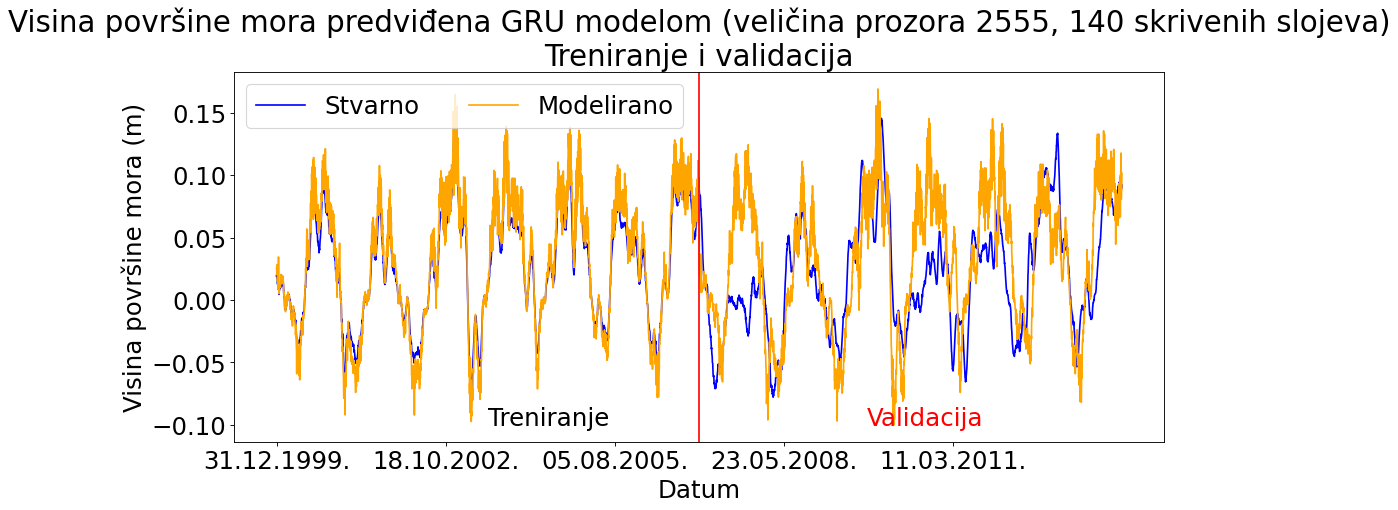 Visina površine mora predviđena GRU modelom (veličina prozora 2555, 140 skrivenih slojeva)
Treniranje i validacija
Stvarno
Modelirano
Visina površine mora (m)
0.15
0.10
0.05
0.00
−0.05
−0.10
Treniranje
Validacija
31.12.1999.
18.10.2002.
05.08.2005.
23.05.2008.
11.03.2011.
Datum